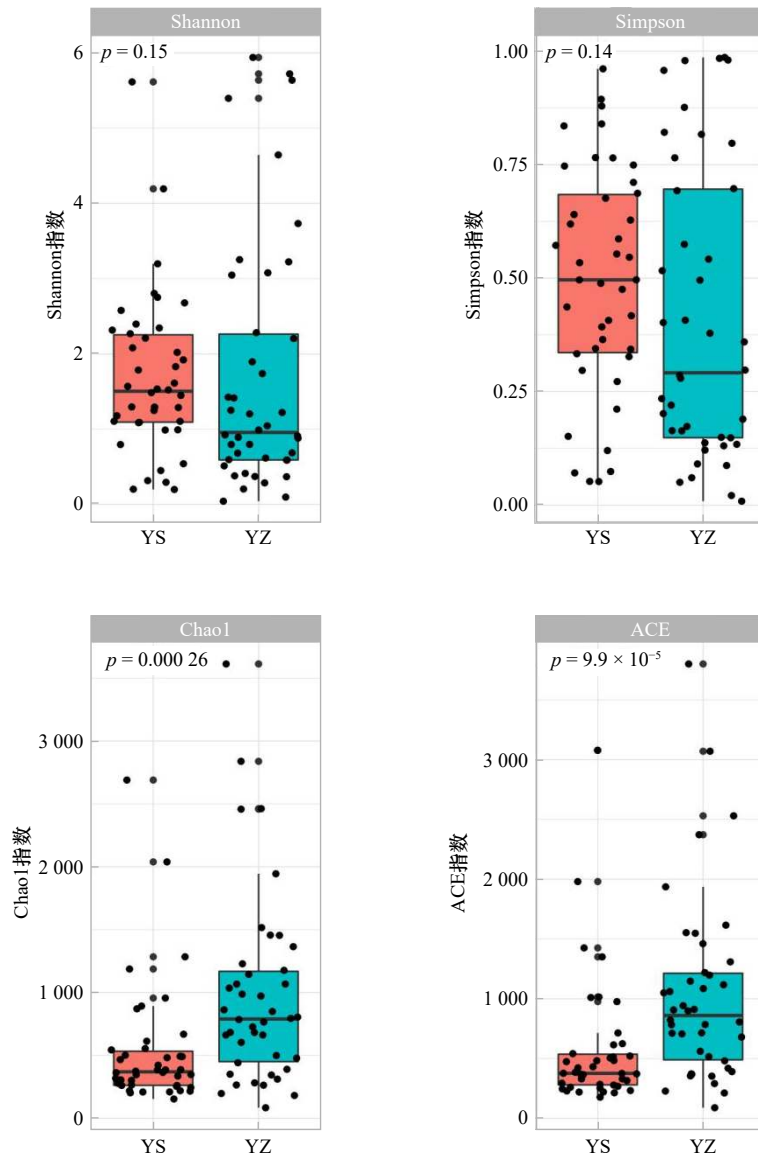 Shannon
p = 0.15
6
4
2
0
Shannon指数
YS
YZ
Simpson
p = 0.14
1.00
0.75
0.50
0.25
0.00
Simpson指数
YS
YZ
Chao1
p = 0.000 26
3 000
2 000
1 000
0
Chao1指数
YS
YZ
ACE
p = 9.9 × 10⁻⁵
3 000
2 000
1 000
0
ACE指数
YS
YZ